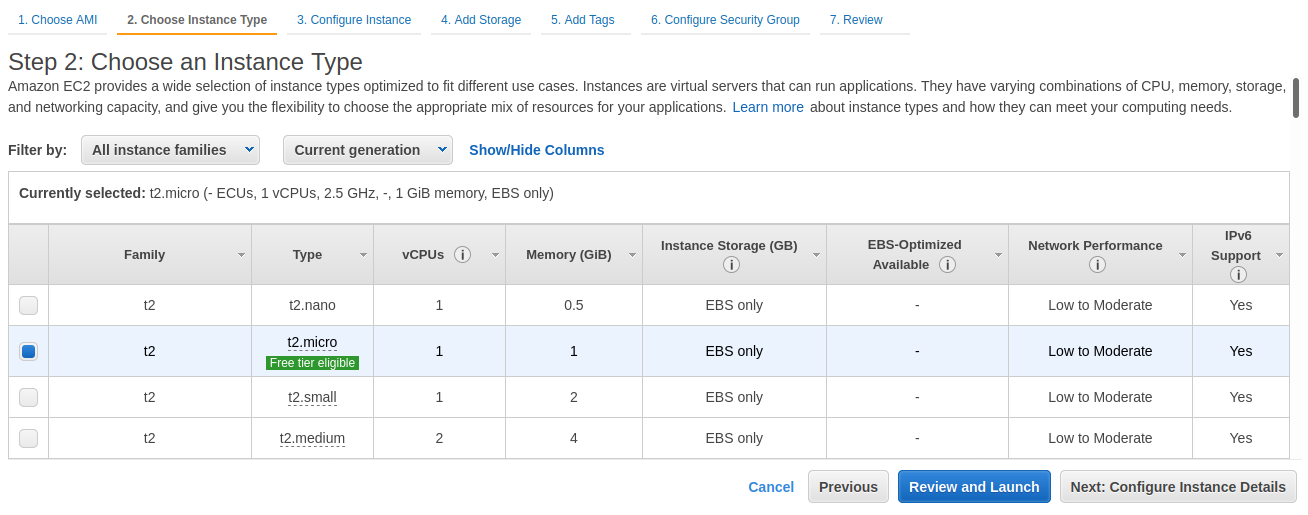 1. Choose AMI 2. Choose Instance Type 3. Configure Instance 4. Add Storage 5. Add Tags 6. Configure Security Group 7. Review
Step 2: Choose an Instance Type
Amazon EC2 provides a wide selection of instance types optimized to fit different use cases. Instances are virtual servers that can run applications. They have varying combinations of CPU, memory, storage,
and networking capacity, and give you the flexibility to choose the appropriate mix of resources for your applications. Learn more about instance types and how they can meet your computing needs.
Filter by: All instance families Current generation Show/Hide Columns
Currently selected: t2.micro (- ECUs, 1 vCPUs, 2.5 GHz, -, 1 GiB memory, EBS only)
Family Type vCPUs i Memory (GiB) Instance Storage (GB) i EBS-Optimized Available i Network Performance i IPv6 Support i
t2 t2.nano 1 0.5 EBS only - Low to Moderate Yes
t2 t2.micro 1 1 EBS only - Low to Moderate Yes
Free tier eligible
t2 t2.small 1 2 EBS only - Low to Moderate Yes
t2 t2.medium 2 4 EBS only - Low to Moderate Yes
Cancel Previous Review and Launch Next: Configure Instance Details